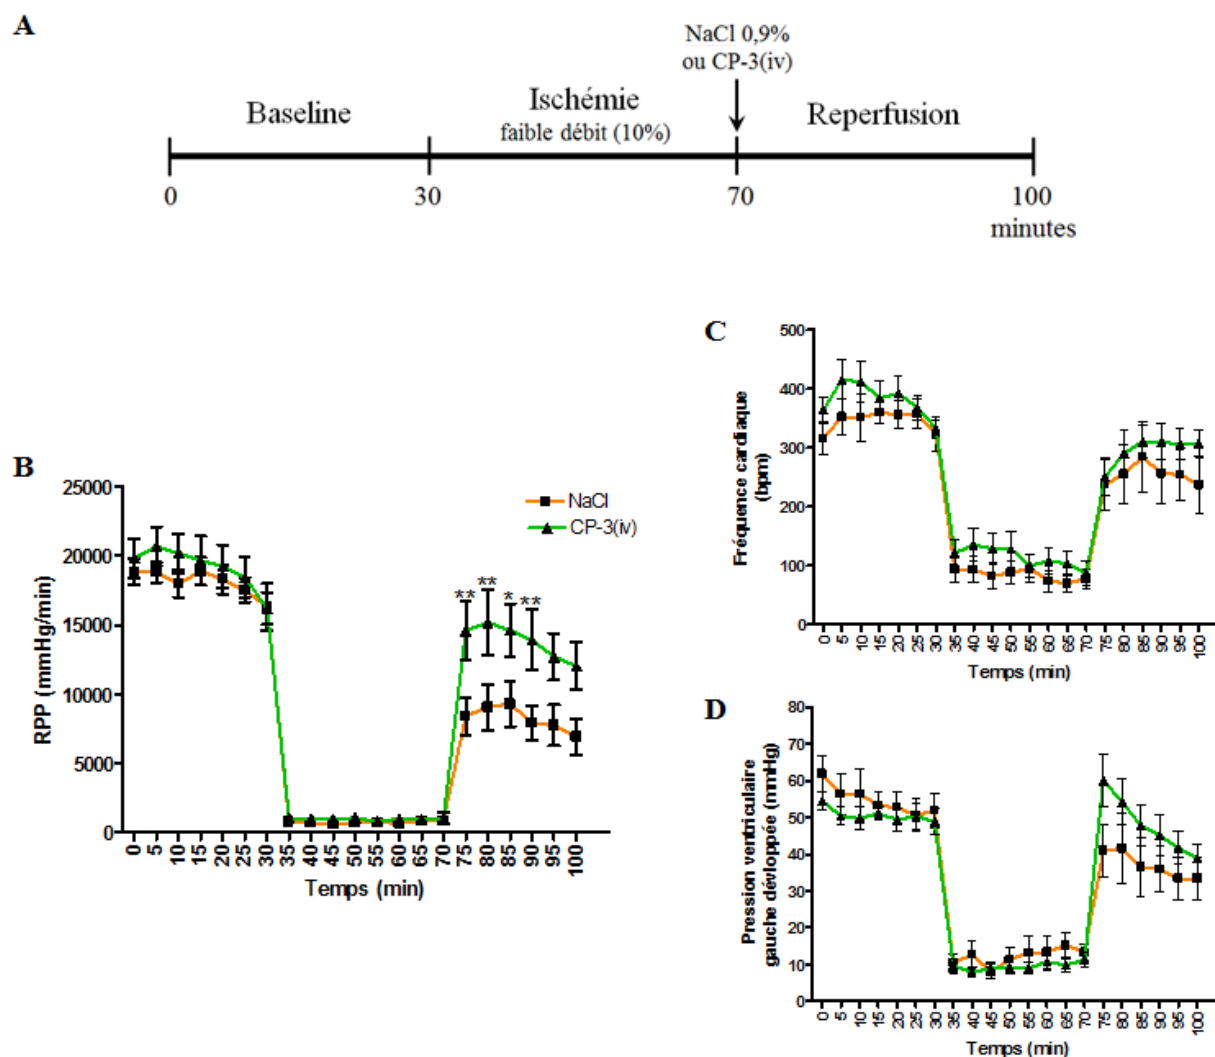 A
NaCl 0,9%
ou CP-3(iv)
Baseline
Ischémie
faible débit (10%)
Reperfusion
0
30
70
100
minutes
B
RPP (mmHg/min)
25000
20000
15000
10000
5000
0
NaCl
CP-3(iv)
** ** * **
0 5 10 15 20 25 30 35 40 45 50 55 60 65 70 75 80 85 90 95 100
Temps (min)
C
Fréquence cardiaque
(bpm)
500
400
300
200
100
0
0 5 10 15 20 25 30 35 40 45 50 55 60 65 70 75 80 85 90 95 100
Temps (min)
D
Pression ventriculaire
gauche dévloppée (mmHg)
80
70
60
50
40
30
20
10
0
0 5 10 15 20 25 30 35 40 45 50 55 60 65 70 75 80 85 90 95 100
Temps (min)